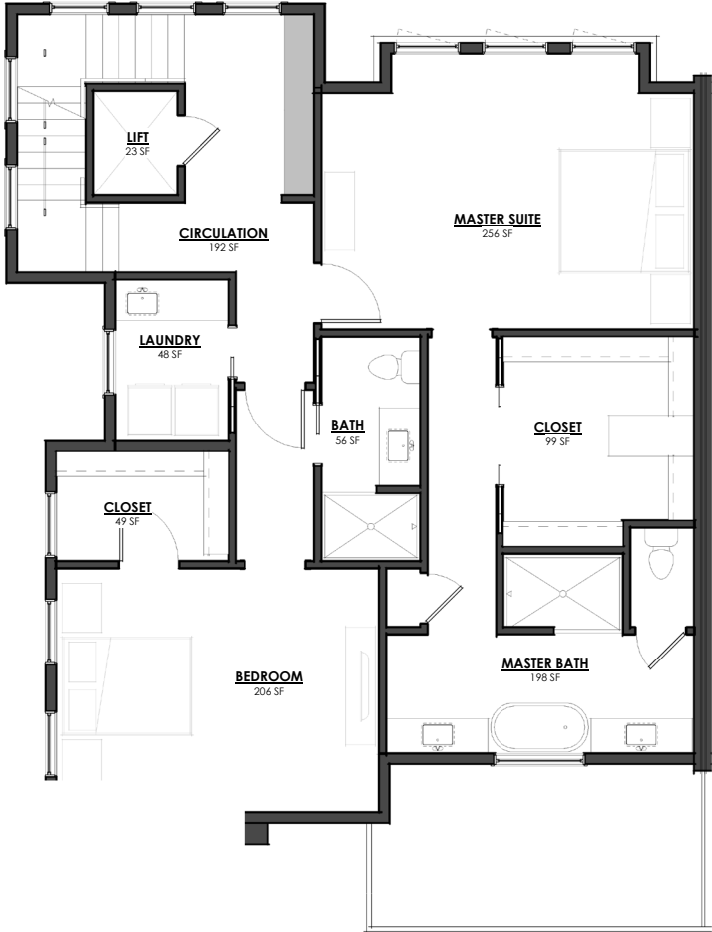 LIFT
23 SF
CIRCULATION
192 SF
MASTER SUITE
256 SF
LAUNDRY
48 SF
BATH
56 SF
CLOSET
99 SF
CLOSET
49 SF
MASTER BATH
198 SF
BEDROOM
206 SF